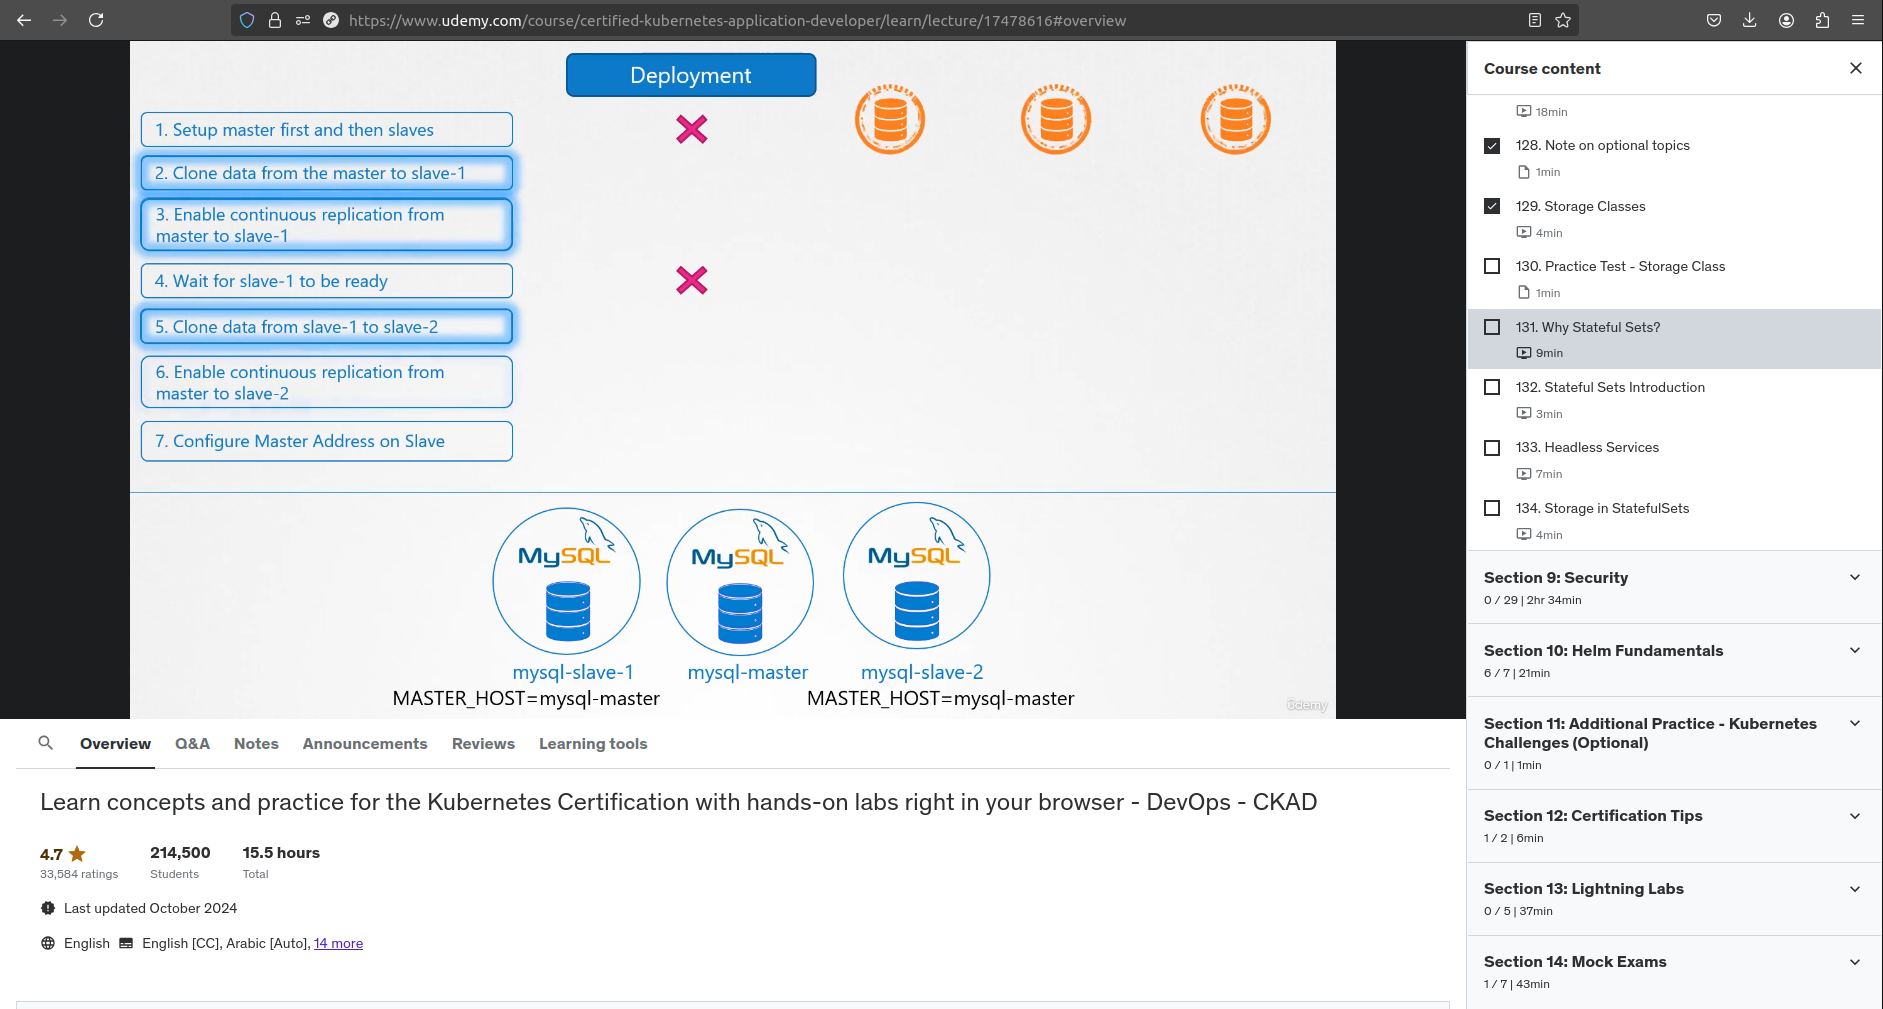 https://www.udemy.com/course/certified-kubernetes-application-developer/learn/lecture/17478616#overview
Deployment
1. Setup master first and then slaves
2. Clone data from the master to slave-1
3. Enable continuous replication from
master to slave-1
4. Wait for slave-1 to be ready
5. Clone data from slave-1 to slave-2
6. Enable continuous replication from
master to slave-2
7. Configure Master Address on Slave
MySQL
MySQL
MySQL
mysql-slave-1
mysql-master
mysql-slave-2
MASTER_HOST=mysql-master
MASTER_HOST=mysql-master
ûdemy
Overview
Q&A
Notes
Announcements
Reviews
Learning tools
Learn concepts and practice for the Kubernetes Certification with hands-on labs right in your browser - DevOps - CKAD
4.7
33,584 ratings
214,500
Students
15.5 hours
Total
Last updated October 2024
English
English [CC], Arabic [Auto], 14 more
Course content
18min
128. Note on optional topics
1min
129. Storage Classes
4min
130. Practice Test - Storage Class
1min
131. Why Stateful Sets?
9min
132. Stateful Sets Introduction
3min
133. Headless Services
7min
134. Storage in StatefulSets
4min
Section 9: Security
0 / 29 | 2hr 34min
Section 10: Helm Fundamentals
6 / 7 | 21min
Section 11: Additional Practice - Kubernetes
Challenges (Optional)
0 / 1 | 1min
Section 12: Certification Tips
1 / 2 | 6min
Section 13: Lightning Labs
0 / 5 | 37min
Section 14: Mock Exams
1 / 7 | 43min